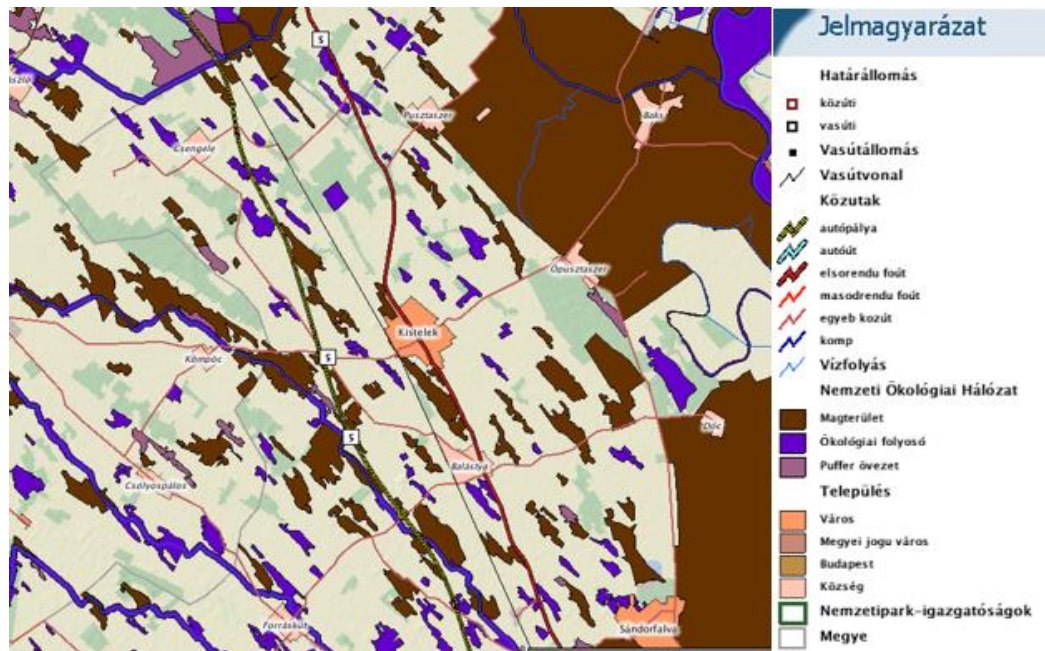 5
Pusztaszer
Baks
Csengele
Ópusztaszer
Kistelek
5
Kömpöc
5
Dóc
Balástya
Csólyospálos
Forráskút
Sándorfalva
Jelmagyarázat
Határállomás
közúti
vasúti
Vasútállomás
Vasútvonal
Közutak
autópálya
autóút
elsorendu foút
masodrendu foút
egyeb kozút
komp
Vízfolyás
Nemzeti Ökológiai Hálózat
Magterület
Ökológiai folyosó
Puffer övezet
Település
Város
Megyei jogu város
Budapest
Község
Nemzetipark-igazgatóságok
Megye